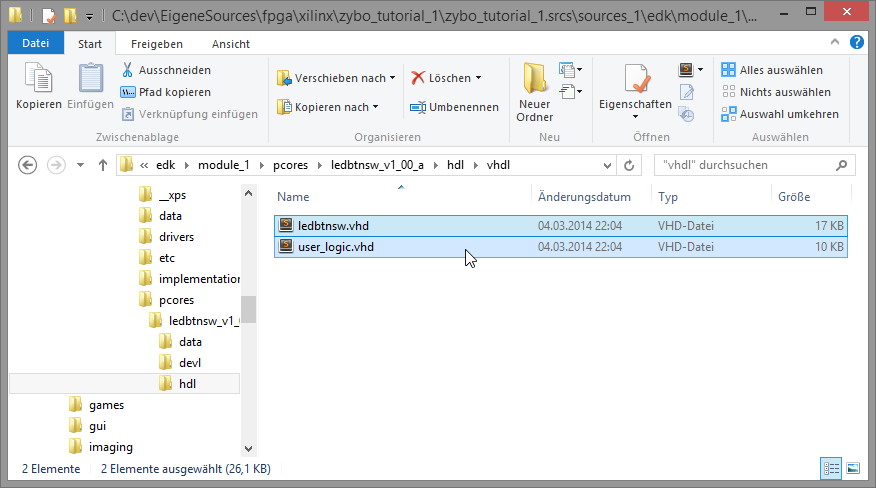 C:\dev\EigeneSources\fpga\xilinx\zybo_tutorial_1\zybo_tutorial_1.srcs\sources_1\edk\module_1\...
Datei Start Freigeben Ansicht
Kopieren
Einfügen
Ausschneiden
Pfad kopieren
Verknüpfung einfügen
Zwischenablage
Verschieben nach
Kopieren nach
Löschen
Umbenennen
Organisieren
Neuer
Ordner
Neu
Eigenschaften
Öffnen
Alles auswählen
Nichts auswählen
Auswahl umkehren
Auswählen
« edk module_1 pcores ledbtnsw_v1_00_a hdl vhdl
"vhdl" durchsuchen
__xps
data
drivers
etc
implementation
pcores
ledbtnsw_v1_
data
devl
hdl
games
gui
imaging
Name Änderungsdatum Typ Größe
ledbtnsw.vhd 04.03.2014 22:04 VHD-Datei 17 KB
user_logic.vhd 04.03.2014 22:04 VHD-Datei 10 KB
2 Elemente 2 Elemente ausgewählt (26,1 KB)